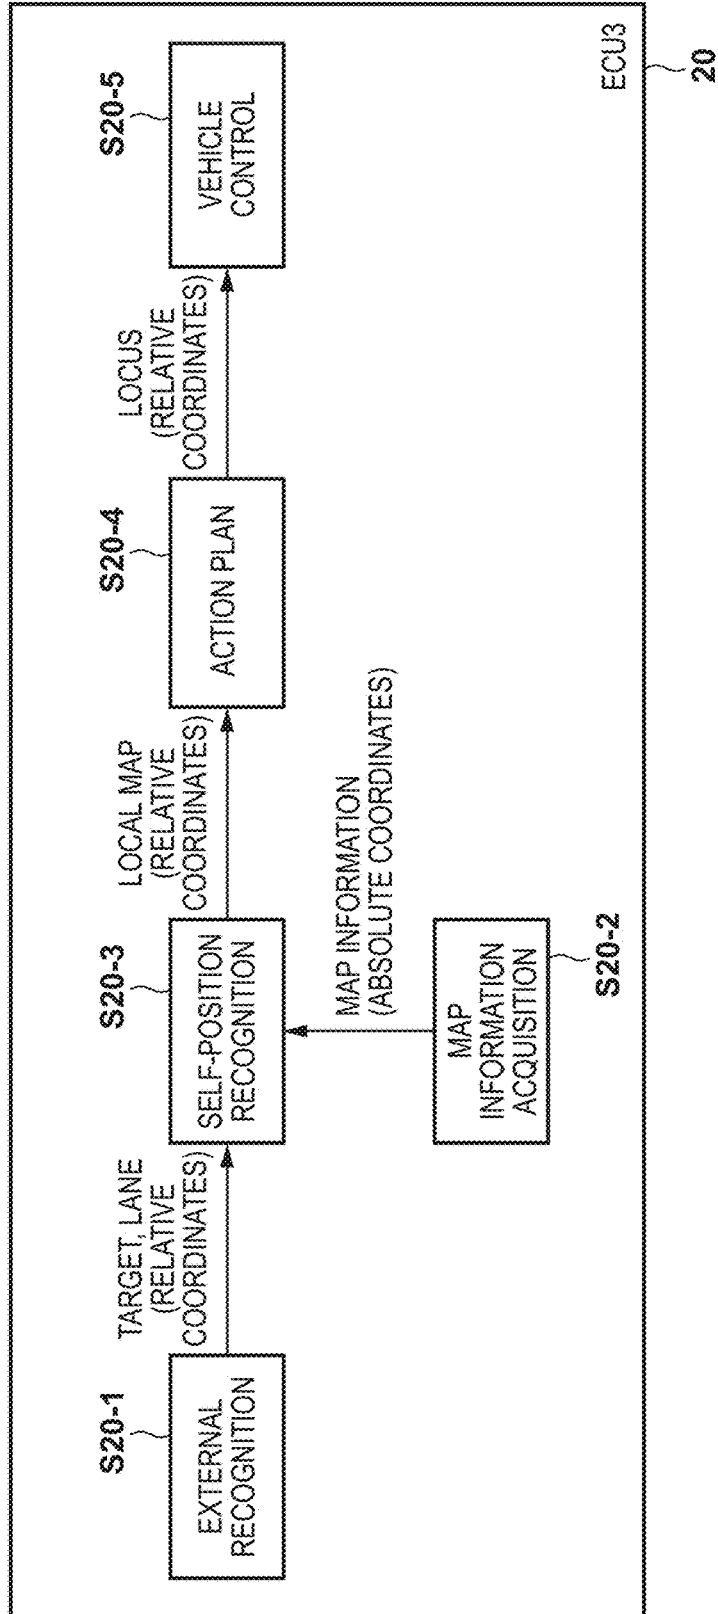 S20-1
EXTERNAL
RECOGNITION
TARGET, LANE
(RELATIVE
COORDINATES)
S20-3
SELF-POSITION
RECOGNITION
LOCAL MAP
(RELATIVE
COORDINATES)
S20-4
ACTION PLAN
LOCUS
(RELATIVE
COORDINATES)
S20-5
VEHICLE
CONTROL
MAP INFORMATION
(ABSOLUTE COORDINATES)
MAP
INFORMATION
ACQUISITION
S20-2
ECU3
20